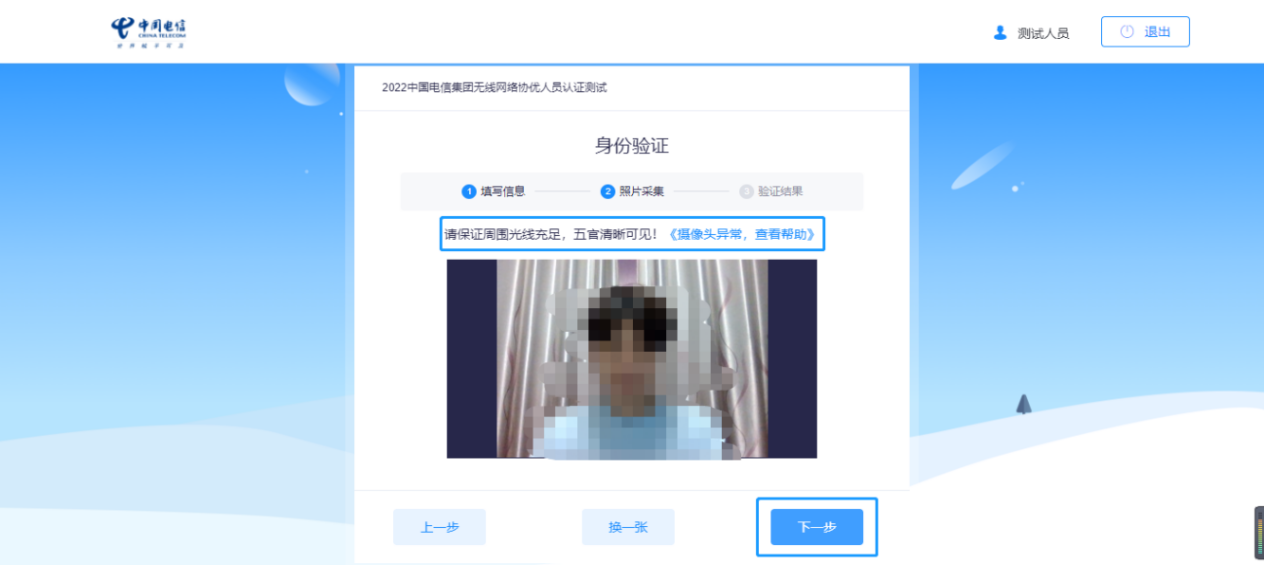 中国电信
CHINA TELECOM
测试人员
退出
2022中国电信集团无线网络协优人员认证测试
身份验证
1 填写信息
2 照片采集
3 验证结果
请保证周围光线充足，五官清晰可见！《摄像头异常，查看帮助》
上一步
换一张
下一步